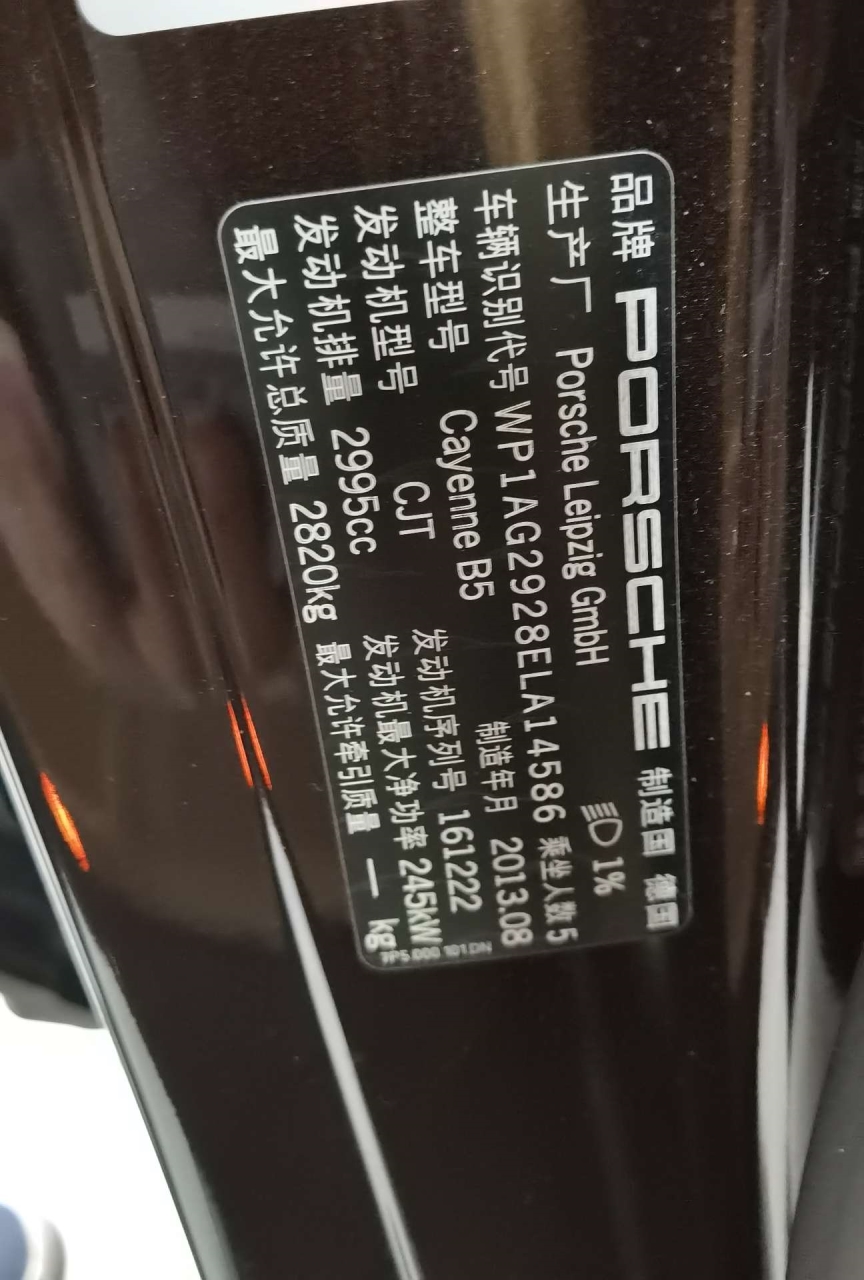 品牌 PORSCHE 制造国 德国
生产厂 Porsche Leipzig GmbH 1%
车辆识别代号 WP1AG2928ELA14586 乘坐人数 5
整车型号 Cayenne B5 制造年月 2013.08
发动机型号 CJT 发动机序列号 161222
发动机排量 2995cc 发动机最大净功率 245kW
最大允许总质量 2820kg 最大允许牵引质量 — kg
7P5.000 101.DN